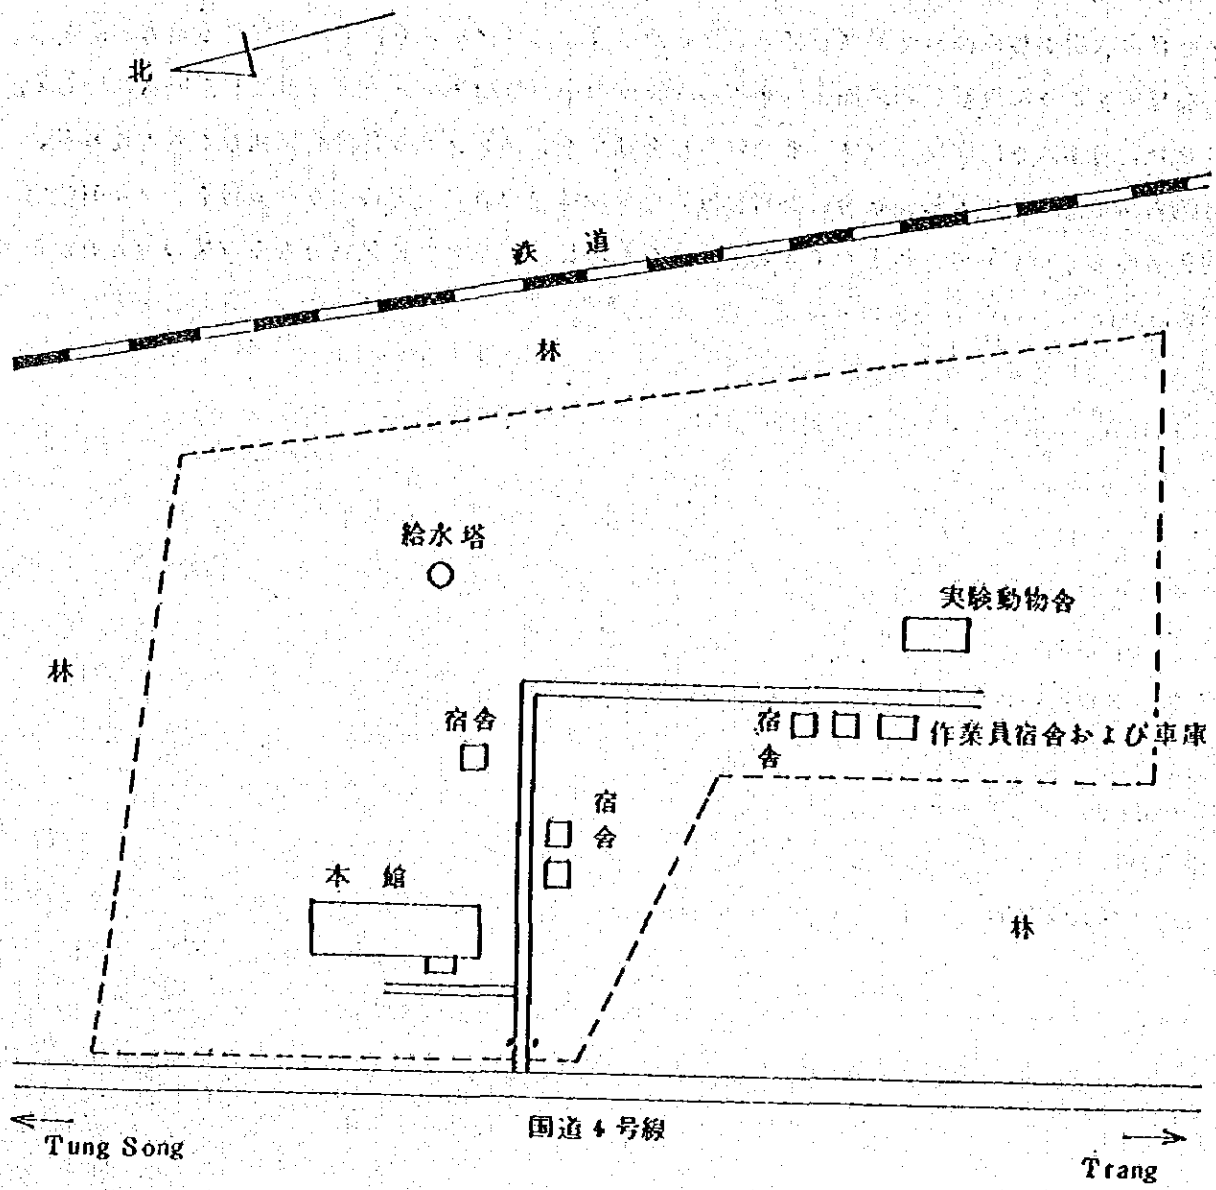 北
鉄 道
林
給水塔
実験動物舎
林
宿舎
宿舎
作業員宿舎および車庫
宿舎
本 館
林
国道4号線
Tung Song
Trang